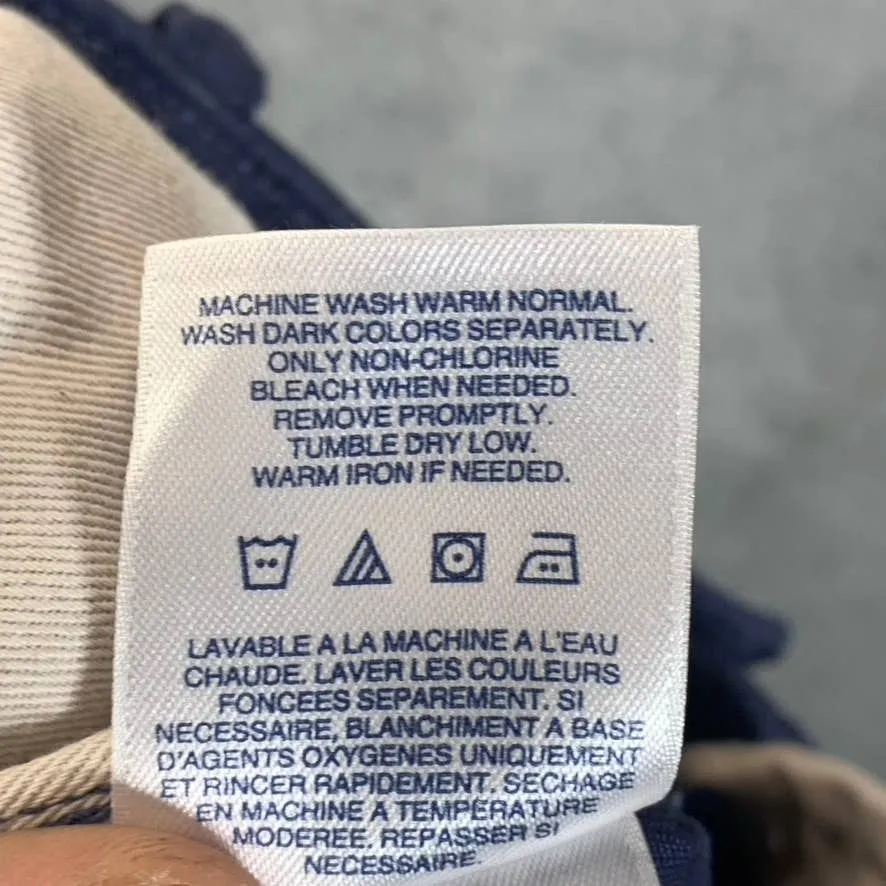 MACHINE WASH WARM NORMAL.
WASH DARK COLORS SEPARATELY.
ONLY NON-CHLORINE
BLEACH WHEN NEEDED.
REMOVE PROMPTLY.
TUMBLE DRY LOW.
WARM IRON IF NEEDED.
LAVABLE A LA MACHINE A L'EAU
CHAUDE. LAVER LES COULEURS
FONCEES SEPAREMENT. SI
NECESSAIRE, BLANCHIMENT A BASE
D'AGENTS OXYGENES UNIQUEMENT
ET RINCER RAPIDEMENT. SECHAGE
EN MACHINE A TEMPERATURE
MODEREE. REPASSER SI
NECESSAIRE.